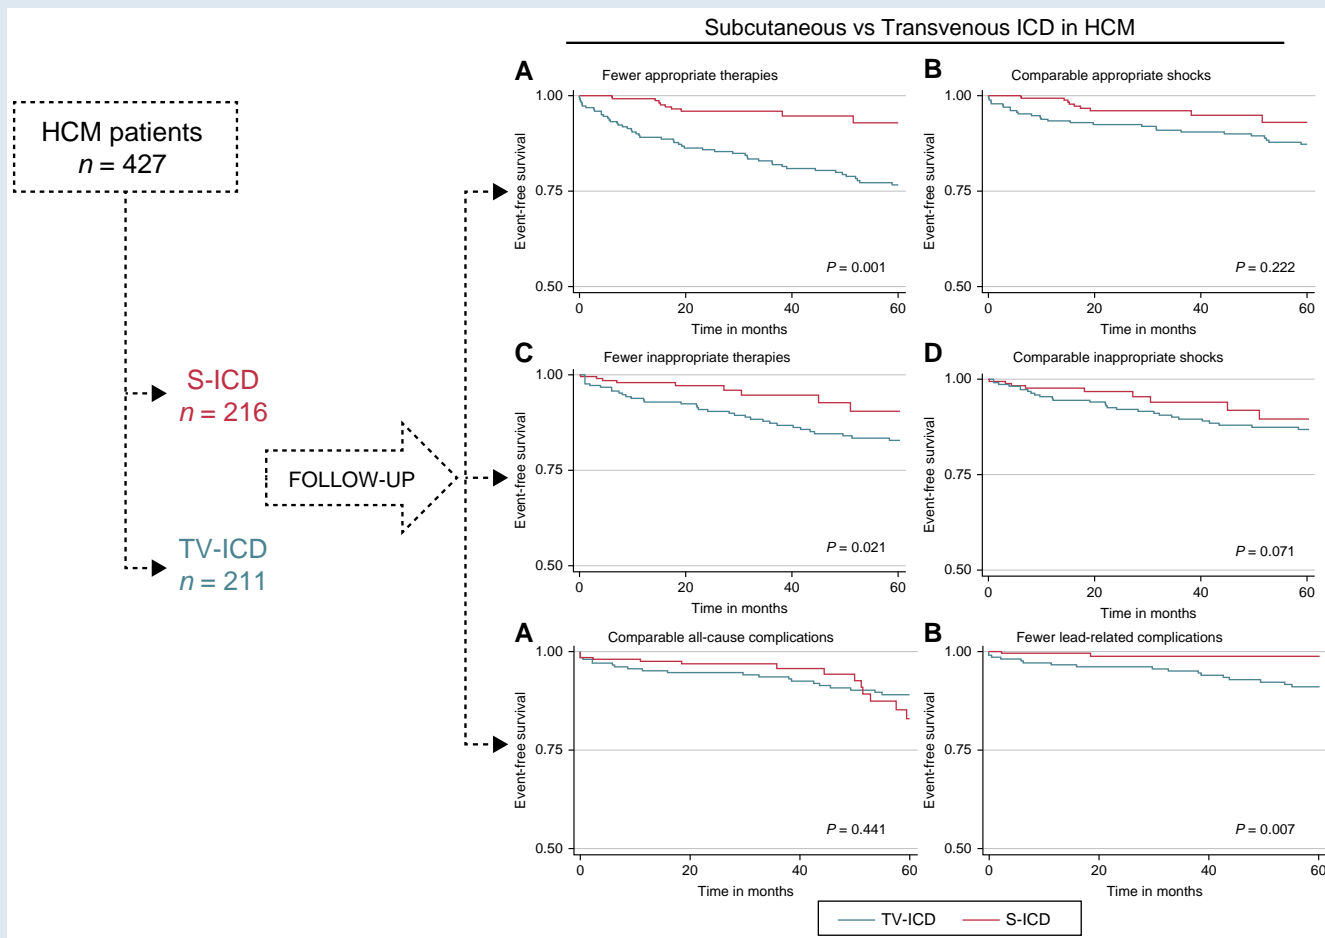 Subcutaneous vs Transvenous ICD in HCM
HCM patients
n = 427
S-ICD
n = 216
TV-ICD
n = 211
FOLLOW-UP
A
Fewer appropriate therapies
1.00
0.75
0.50
Event-free survival
P = 0.001
0 20 40 60
Time in months
B
Comparable appropriate shocks
1.00
0.75
0.50
Event-free survival
P = 0.222
0 20 40 60
Time in months
C
Fewer inappropriate therapies
1.00
0.75
0.50
Event-free survival
P = 0.021
0 20 40 60
Time in months
D
Comparable inappropriate shocks
1.00
0.75
0.50
Event-free survival
P = 0.071
0 20 40 60
Time in months
A
Comparable all-cause complications
1.00
0.75
0.50
Event-free survival
P = 0.441
0 20 40 60
Time in months
B
Fewer lead-related complications
1.00
0.75
0.50
Event-free survival
P = 0.007
0 20 40 60
Time in months
TV-ICD S-ICD